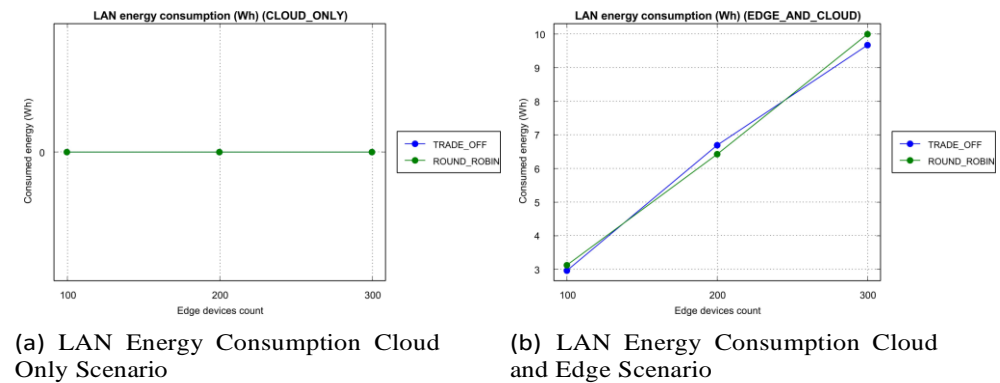 LAN energy consumption (Wh) (CLOUD_ONLY)
Consumed energy (Wh)
0
100
200
300
Edge devices count
TRADE_OFF
ROUND_ROBIN
(a) LAN Energy Consumption Cloud
Only Scenario
LAN energy consumption (Wh) (EDGE_AND_CLOUD)
Consumed energy (Wh)
10
9
8
7
6
5
4
3
100
200
300
Edge devices count
TRADE_OFF
ROUND_ROBIN
(b) LAN Energy Consumption Cloud
and Edge Scenario